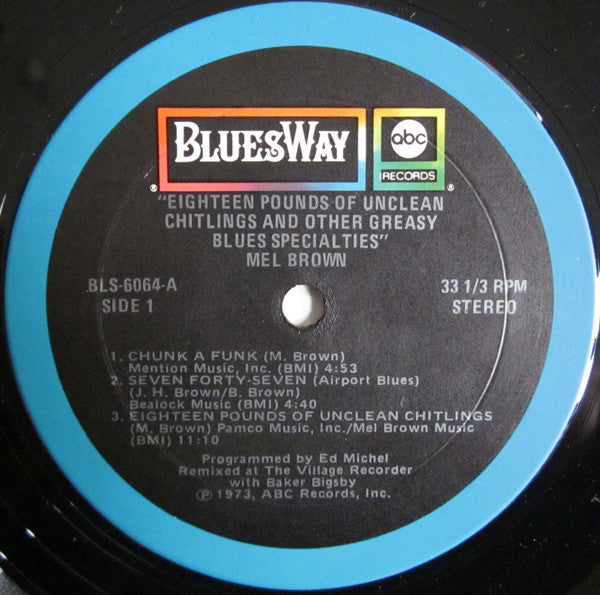 BLUESWAY
abc
RECORDS
®
®
"EIGHTEEN POUNDS OF UNCLEAN
CHITLINGS AND OTHER GREASY
BLUES SPECIALTIES"
MEL BROWN
BLS-6064-A
SIDE 1
33 1/3 RPM
STEREO
1. CHUNK A FUNK (M. Brown)
Mention Music, Inc. (BMI) 4:53
2. SEVEN FORTY-SEVEN (Airport Blues)
(J. H. Brown/B. Brown)
Bealock Music (BMI) 4:40
3. EIGHTEEN POUNDS OF UNCLEAN CHITLINGS
(M. Brown) Pamco Music, Inc./Mel Brown Music
(BMI) 11:10
Programmed by Ed Michel
Remixed at The Village Recorder
with Baker Bigsby
℗ 1973, ABC Records, Inc.